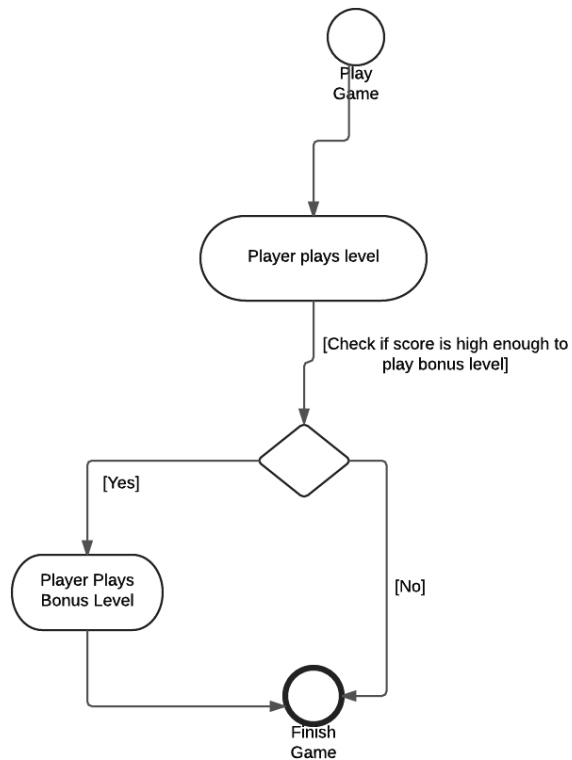 Play
Game
Player plays level
[Check if score is high enough to
play bonus level]
[Yes]
Player Plays
Bonus Level
[No]
Finish
Game